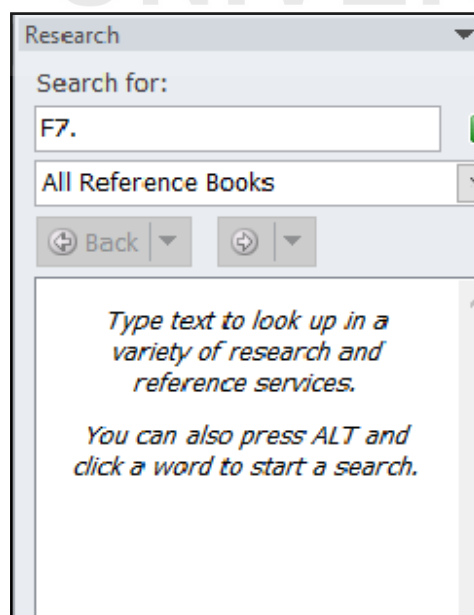 Research
Search for:
F7.
All Reference Books
Back
Type text to look up in a
variety of research and
reference services.
You can also press ALT and
click a word to start a search.